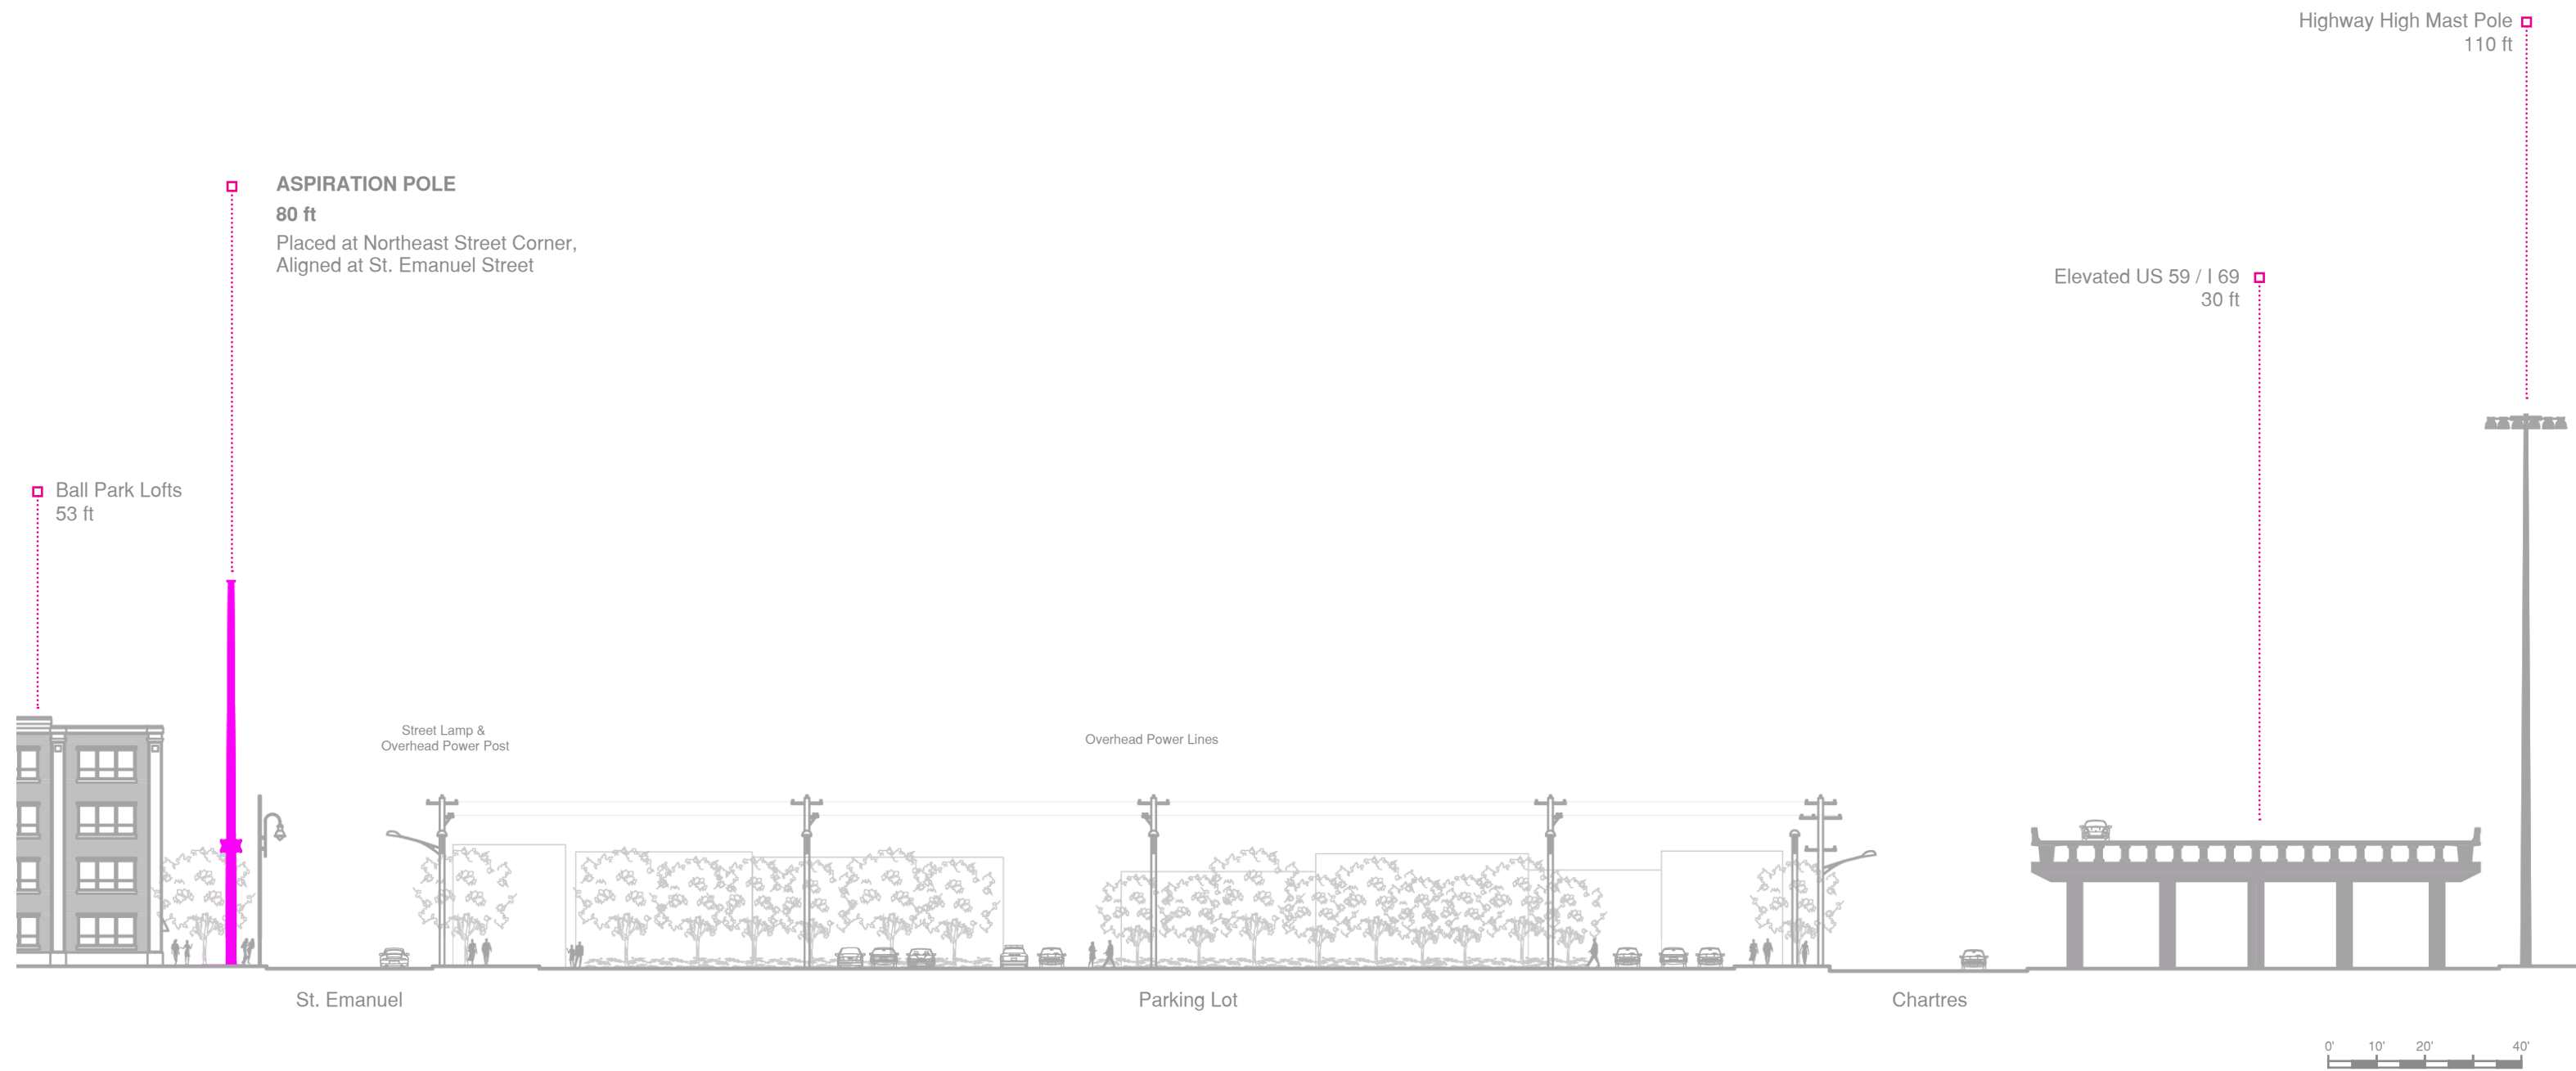 Highway High Mast Pole
110 ft
ASPIRATION POLE
80 ft
Placed at Northeast Street Corner,
Aligned at St. Emanuel Street
Elevated US 59 / I 69
30 ft
Ball Park Lofts
53 ft
Street Lamp &
Overhead Power Post
Overhead Power Lines
St. Emanuel
Parking Lot
Chartres
0' 10' 20' 40'